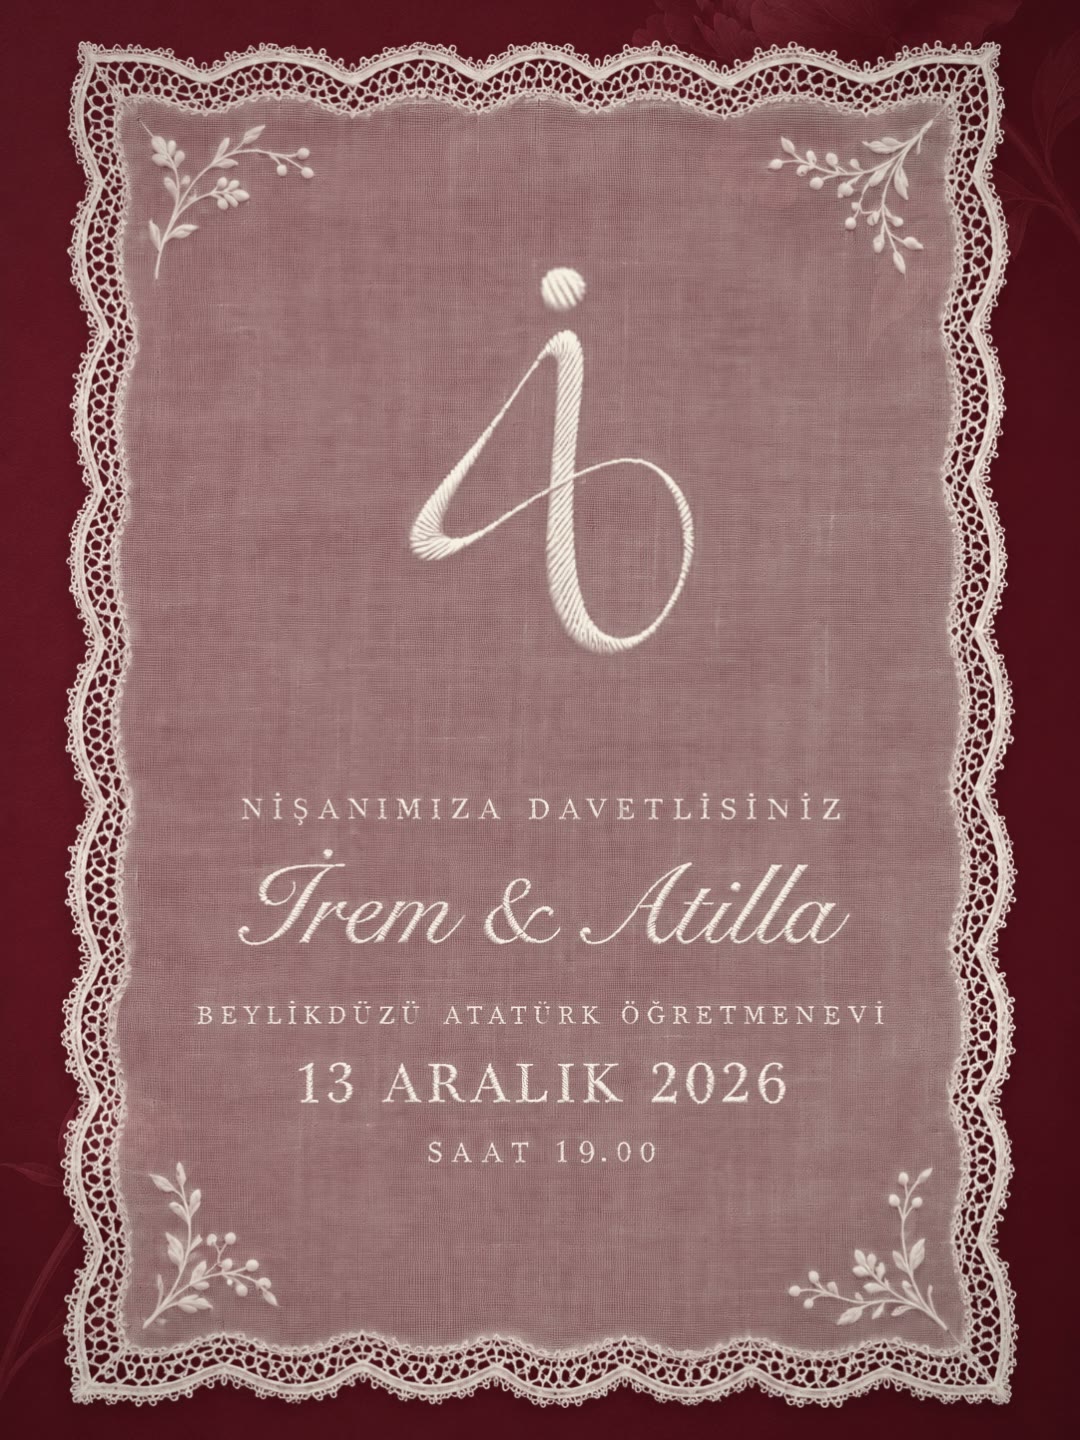 i
NİŞANIMIZA DAVETLİSİNİZ
İrem & Atilla
BEYLİKDÜZÜ ATATÜRK ÖĞRETMENEVİ
13 ARALIK 2026
SAAT 19.00